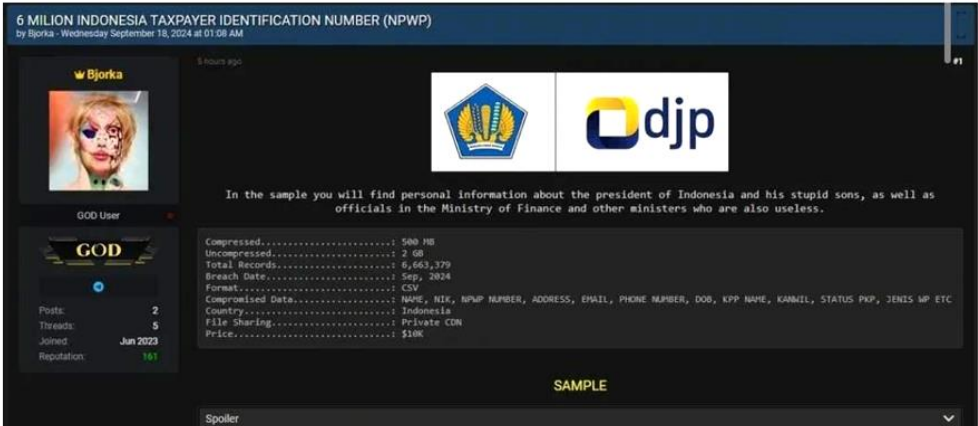 6 MILION INDONESIA TAXPAYER IDENTIFICATION NUMBER (NPWP)
by Bjorka - Wednesday September 18, 2024 at 01:08 AM
5 hours ago
#1
Bjorka
GOD User
GOD
Posts: 2
Threads: 5
Joined: Jun 2023
Reputation: 161
djp
In the sample you will find personal information about the president of Indonesia and his stupid sons, as well as
officials in the Ministry of Finance and other ministers who are also useless.
Compressed........................: 500 MB
Uncompressed......................: 2 GB
Total Records.....................: 6,663,379
Breach Date.......................: Sep, 2024
Format............................: CSV
Compromised Data..................: NAME, NIK, NPWP NUMBER, ADDRESS, EMAIL, PHONE NUMBER, DOB, KPP NAME, KANWIL, STATUS PKP, JENIS WP ETC
Country...........................: Indonesia
File Sharing......................: Private CDN
Price.............................: $10K
SAMPLE
Spoiler